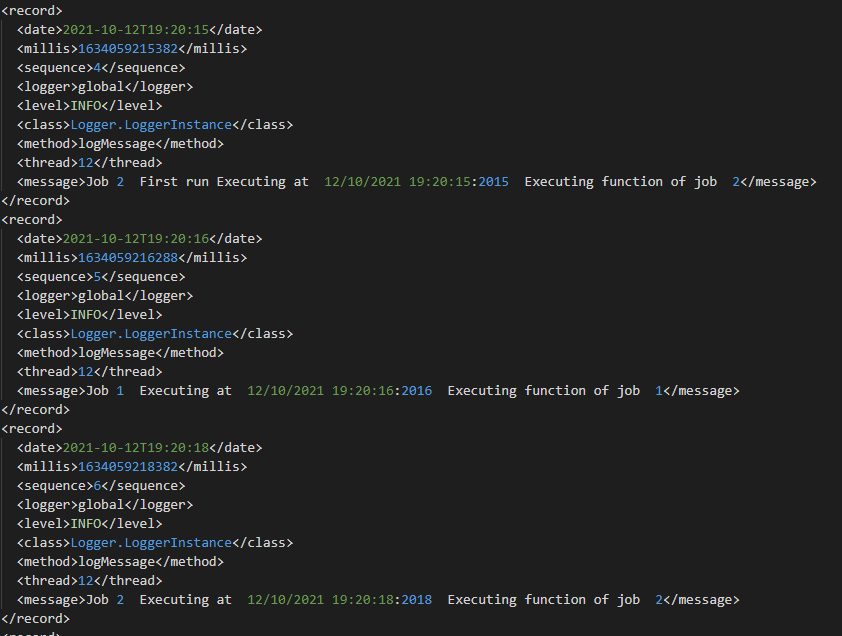 <record>
<date>2021-10-12T19:20:15</date>
<millis>1634059215382</millis>
<sequence>4</sequence>
<logger>global</logger>
<level>INFO</level>
<class>Logger.LoggerInstance</class>
<method>logMessage</method>
<thread>12</thread>
<message>Job 2  First run Executing at  12/10/2021 19:20:15:2015  Executing function of job  2</message>
</record>
<record>
<date>2021-10-12T19:20:16</date>
<millis>1634059216288</millis>
<sequence>5</sequence>
<logger>global</logger>
<level>INFO</level>
<class>Logger.LoggerInstance</class>
<method>logMessage</method>
<thread>12</thread>
<message>Job 1  Executing at  12/10/2021 19:20:16:2016  Executing function of job  1</message>
</record>
<record>
<date>2021-10-12T19:20:18</date>
<millis>1634059218382</millis>
<sequence>6</sequence>
<logger>global</logger>
<level>INFO</level>
<class>Logger.LoggerInstance</class>
<method>logMessage</method>
<thread>12</thread>
<message>Job 2  Executing at  12/10/2021 19:20:18:2018  Executing function of job  2</message>
</record>